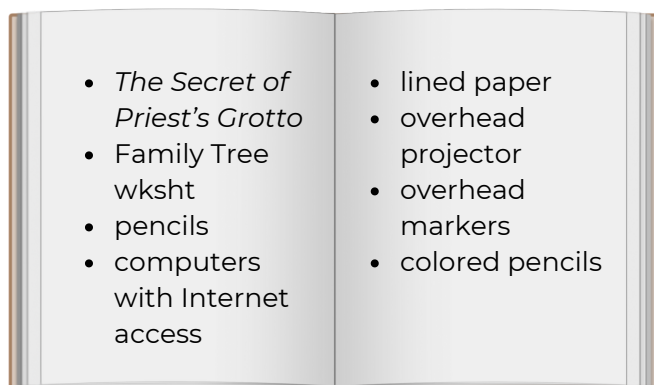 • The Secret of
Priest’s Grotto
• Family Tree
wksht
• pencils
• computers
with Internet
access
• lined paper
• overhead
projector
• overhead
markers
• colored pencils